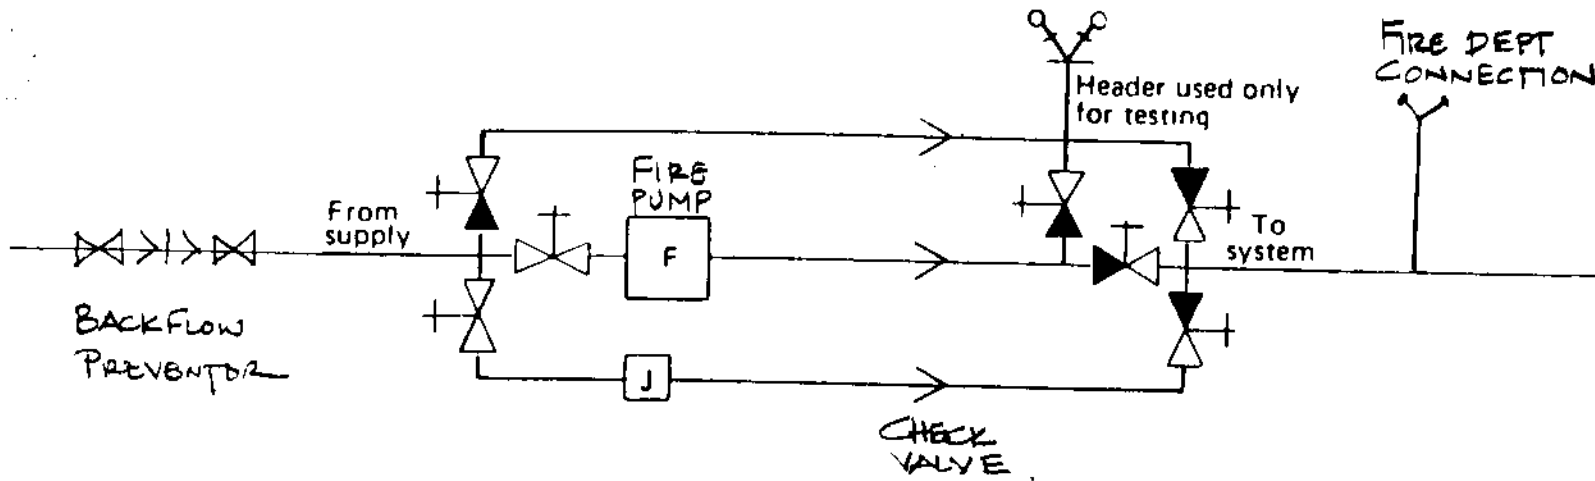 FIRE DEPT
CONNECTION
Header used only
for testing
FIRE
PUMP
From
supply
F
To
system
BACKFLOW
PREVENTOR
J
CHECK
VALVE